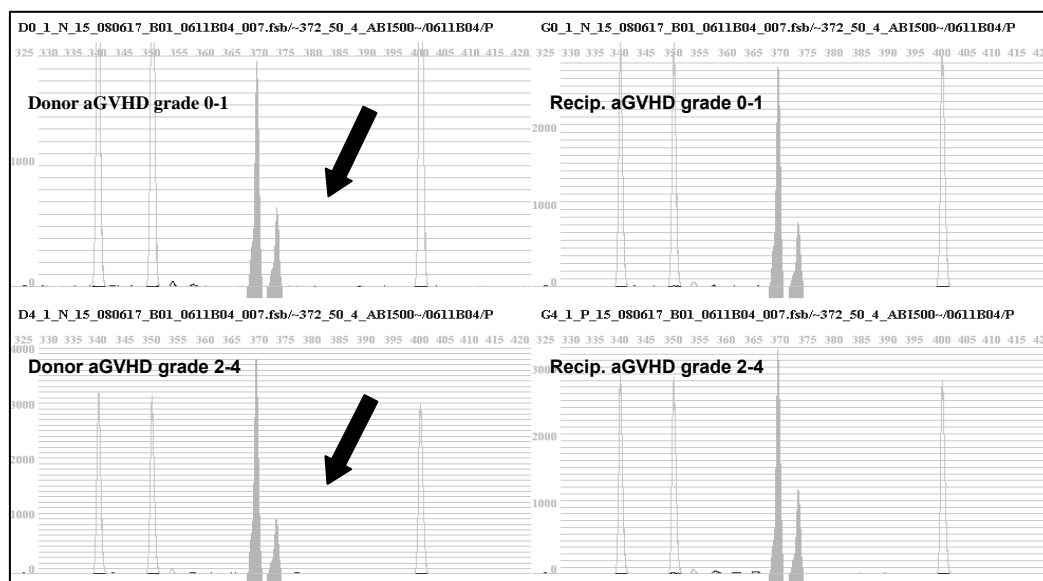 D0_1_N_15_080617_B01_0611B04_007.fsb/~372_50_4_ABI500~/0611B04/P
325 330 335 340 345 350 355 360 365 370 375 380 385 390 395 400 405 410 415 420
Donor aGVHD grade 0-1
1000
0
G0_1_N_15_080617_B01_0611B04_007.fsb/~372_50_4_ABI500~/0611B04/P
325 330 335 340 345 350 355 360 365 370 375 380 385 390 395 400 405 410 415 420
Recip. aGVHD grade 0-1
2000
1000
0
D4_1_N_15_080617_B01_0611B04_007.fsb/~372_50_4_ABI500~/0611B04/P
325 330 335 340 345 350 355 360 365 370 375 380 385 390 395 400 405 410 415 420
4000
Donor aGVHD grade 2-4
3000
2000
1000
0
G4_1_P_15_080617_B01_0611B04_007.fsb/~372_50_4_ABI500~/0611B04/P
325 330 335 340 345 350 355 360 365 370 375 380 385 390 395 400 405 410 415 42
Recip. aGVHD grade 2-4
3000
2000
1000
0